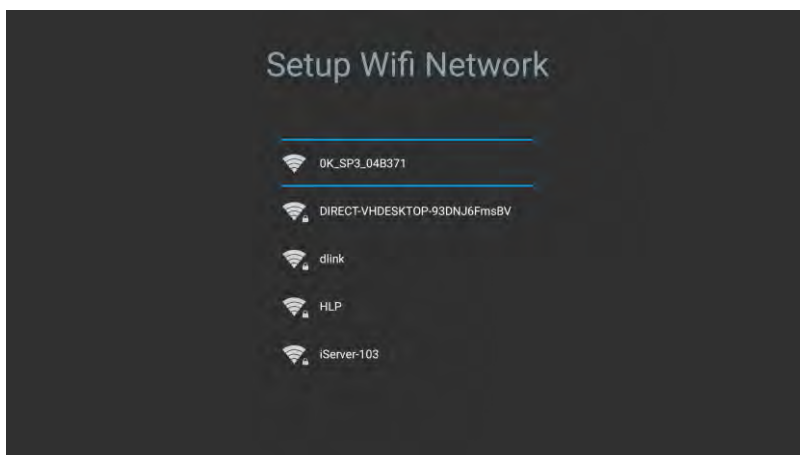 Setup Wifi Network
0K_SP3_04B371
DIRECT-VHDESKTOP-93DNJ6FmsBV
dlink
HLP
iServer-103